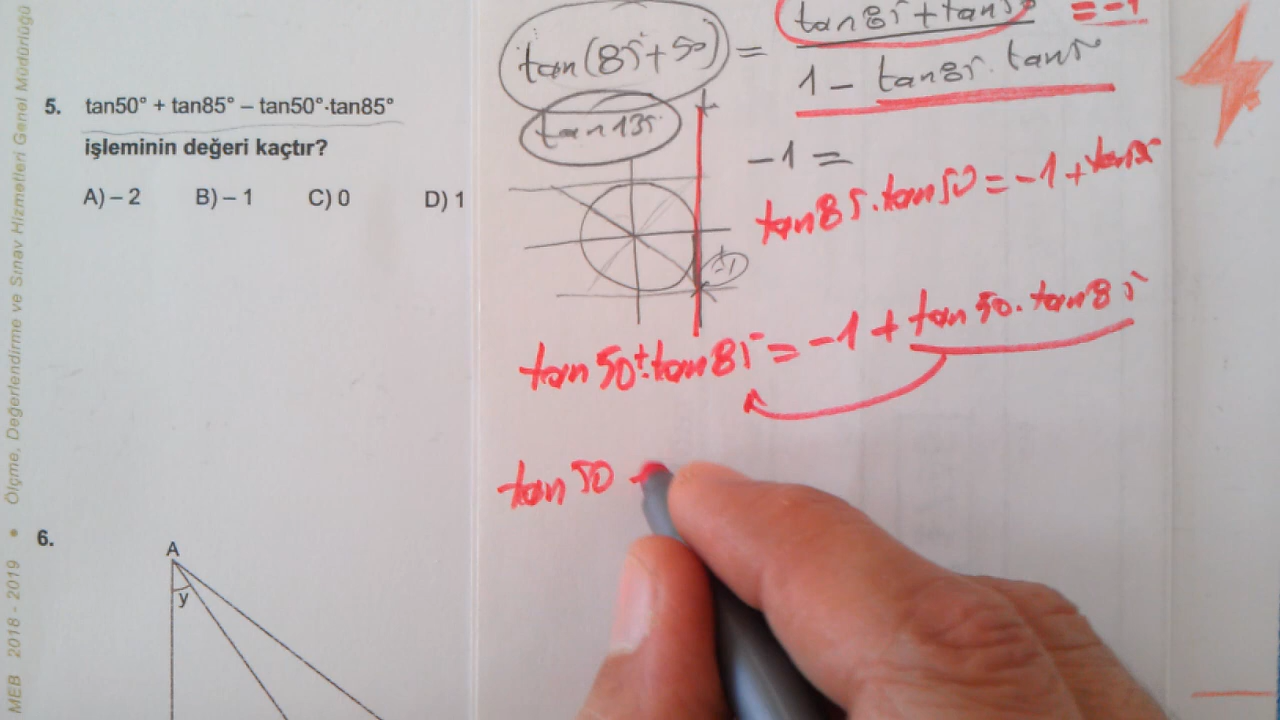 Ölçme, Değerlendirme ve Sınav Hizmetleri Genel Müdürlüğü
MEB 2018 - 2019
5. tan50° + tan85° – tan50°·tan85°
işleminin değeri kaçtır?
A) – 2 B) – 1 C) 0 D) 1
6.
A
y
tan(85+50) = tan85+tan50 = -1
1 - tan85. tan5
tan135
-1 =
tan85.tan50 = -1 +
-1
tan50+tan85 = -1 + tan50.tan85
tan50